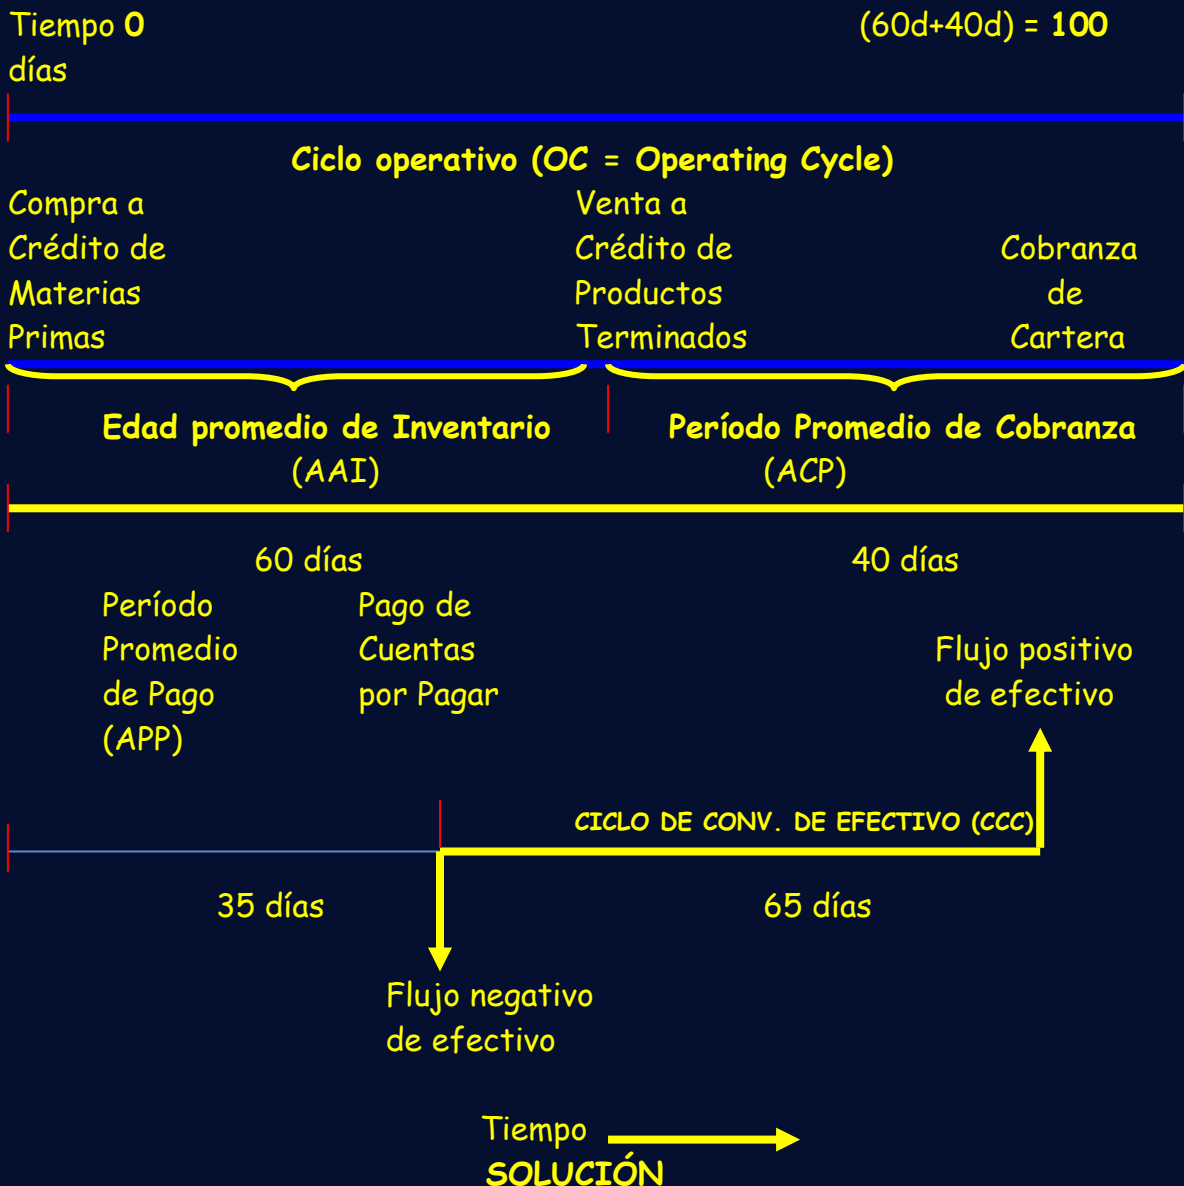 Tiempo 0
(60d+40d) = 100
días
Ciclo operativo (OC = Operating Cycle)
Compra a
Crédito de
Materias
Primas
Venta a
Crédito de
Productos
Terminados
Cobranza
de
Cartera
Edad promedio de Inventario
(AAI)
Período Promedio de Cobranza
(ACP)
60 días
40 días
Período
Promedio
de Pago
(APP)
Pago de
Cuentas
por Pagar
Flujo positivo
de efectivo
CICLO DE CONV. DE EFECTIVO (CCC)
35 días
65 días
Flujo negativo
de efectivo
Tiempo
SOLUCIÓN